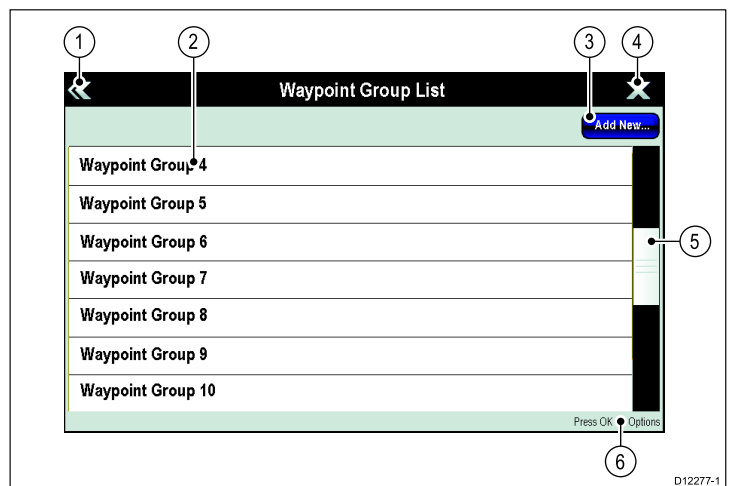 1 2 3 4
Waypoint Group List
Add New...
Waypoint Group 4
Waypoint Group 5
Waypoint Group 6
5
Waypoint Group 7
Waypoint Group 8
Waypoint Group 9
Waypoint Group 10
Press OK Options
6
D12277-1